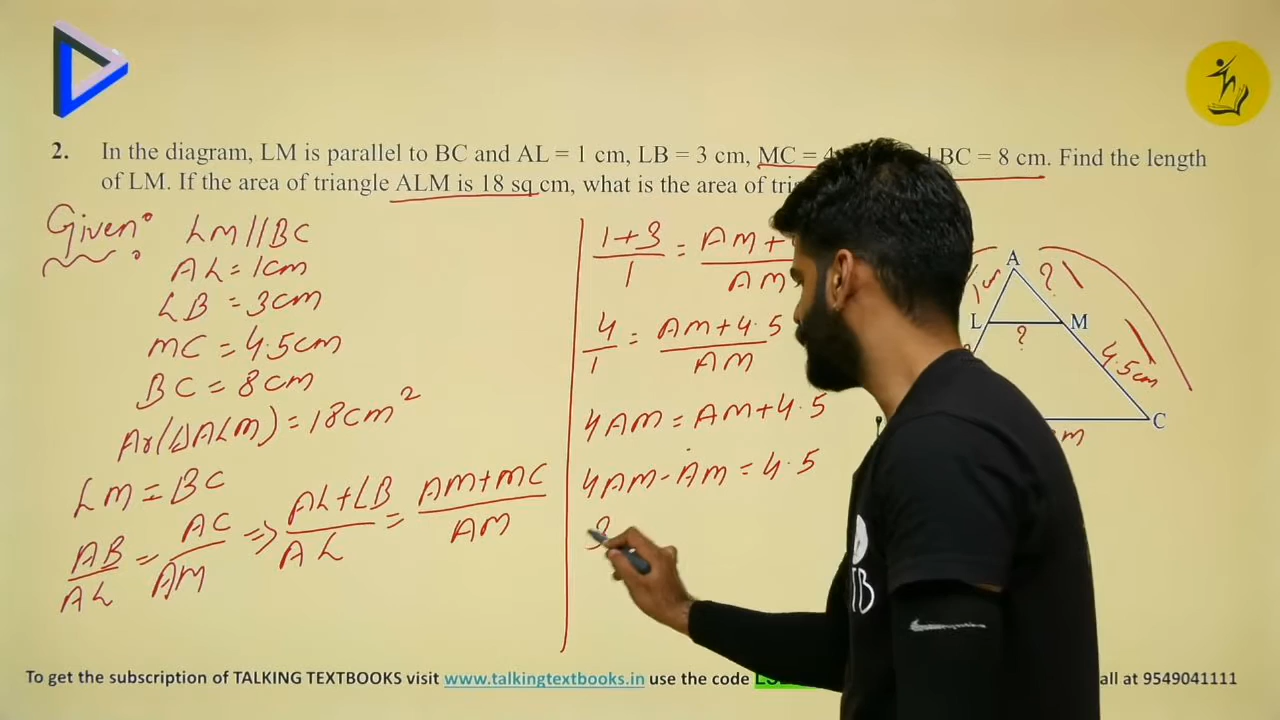 2. In the diagram, LM is parallel to BC and AL = 1 cm, LB = 3 cm, MC = 4 BC = 8 cm. Find the length
of LM. If the area of triangle ALM is 18 sq cm, what is the area of
Given:
LM//BC
AL = 1cm
LB = 3cm
MC = 4.5cm
BC = 8cm
Ar(ΔALM) = 18cm²
LM = BC
AB/AL = AC/AM => AL+LB/AL = AM+MC/AM
1+3/1 = AM+/AM
4/1 = AM+4.5/AM
4AM = AM+4.5
4AM-AM = 4.5
3
A
?
L
M
?
4.5cm
C
m
TB
To get the subscription of TALKING TEXTBOOKS visit www.talkingtextbooks.in use the code all at 9549041111